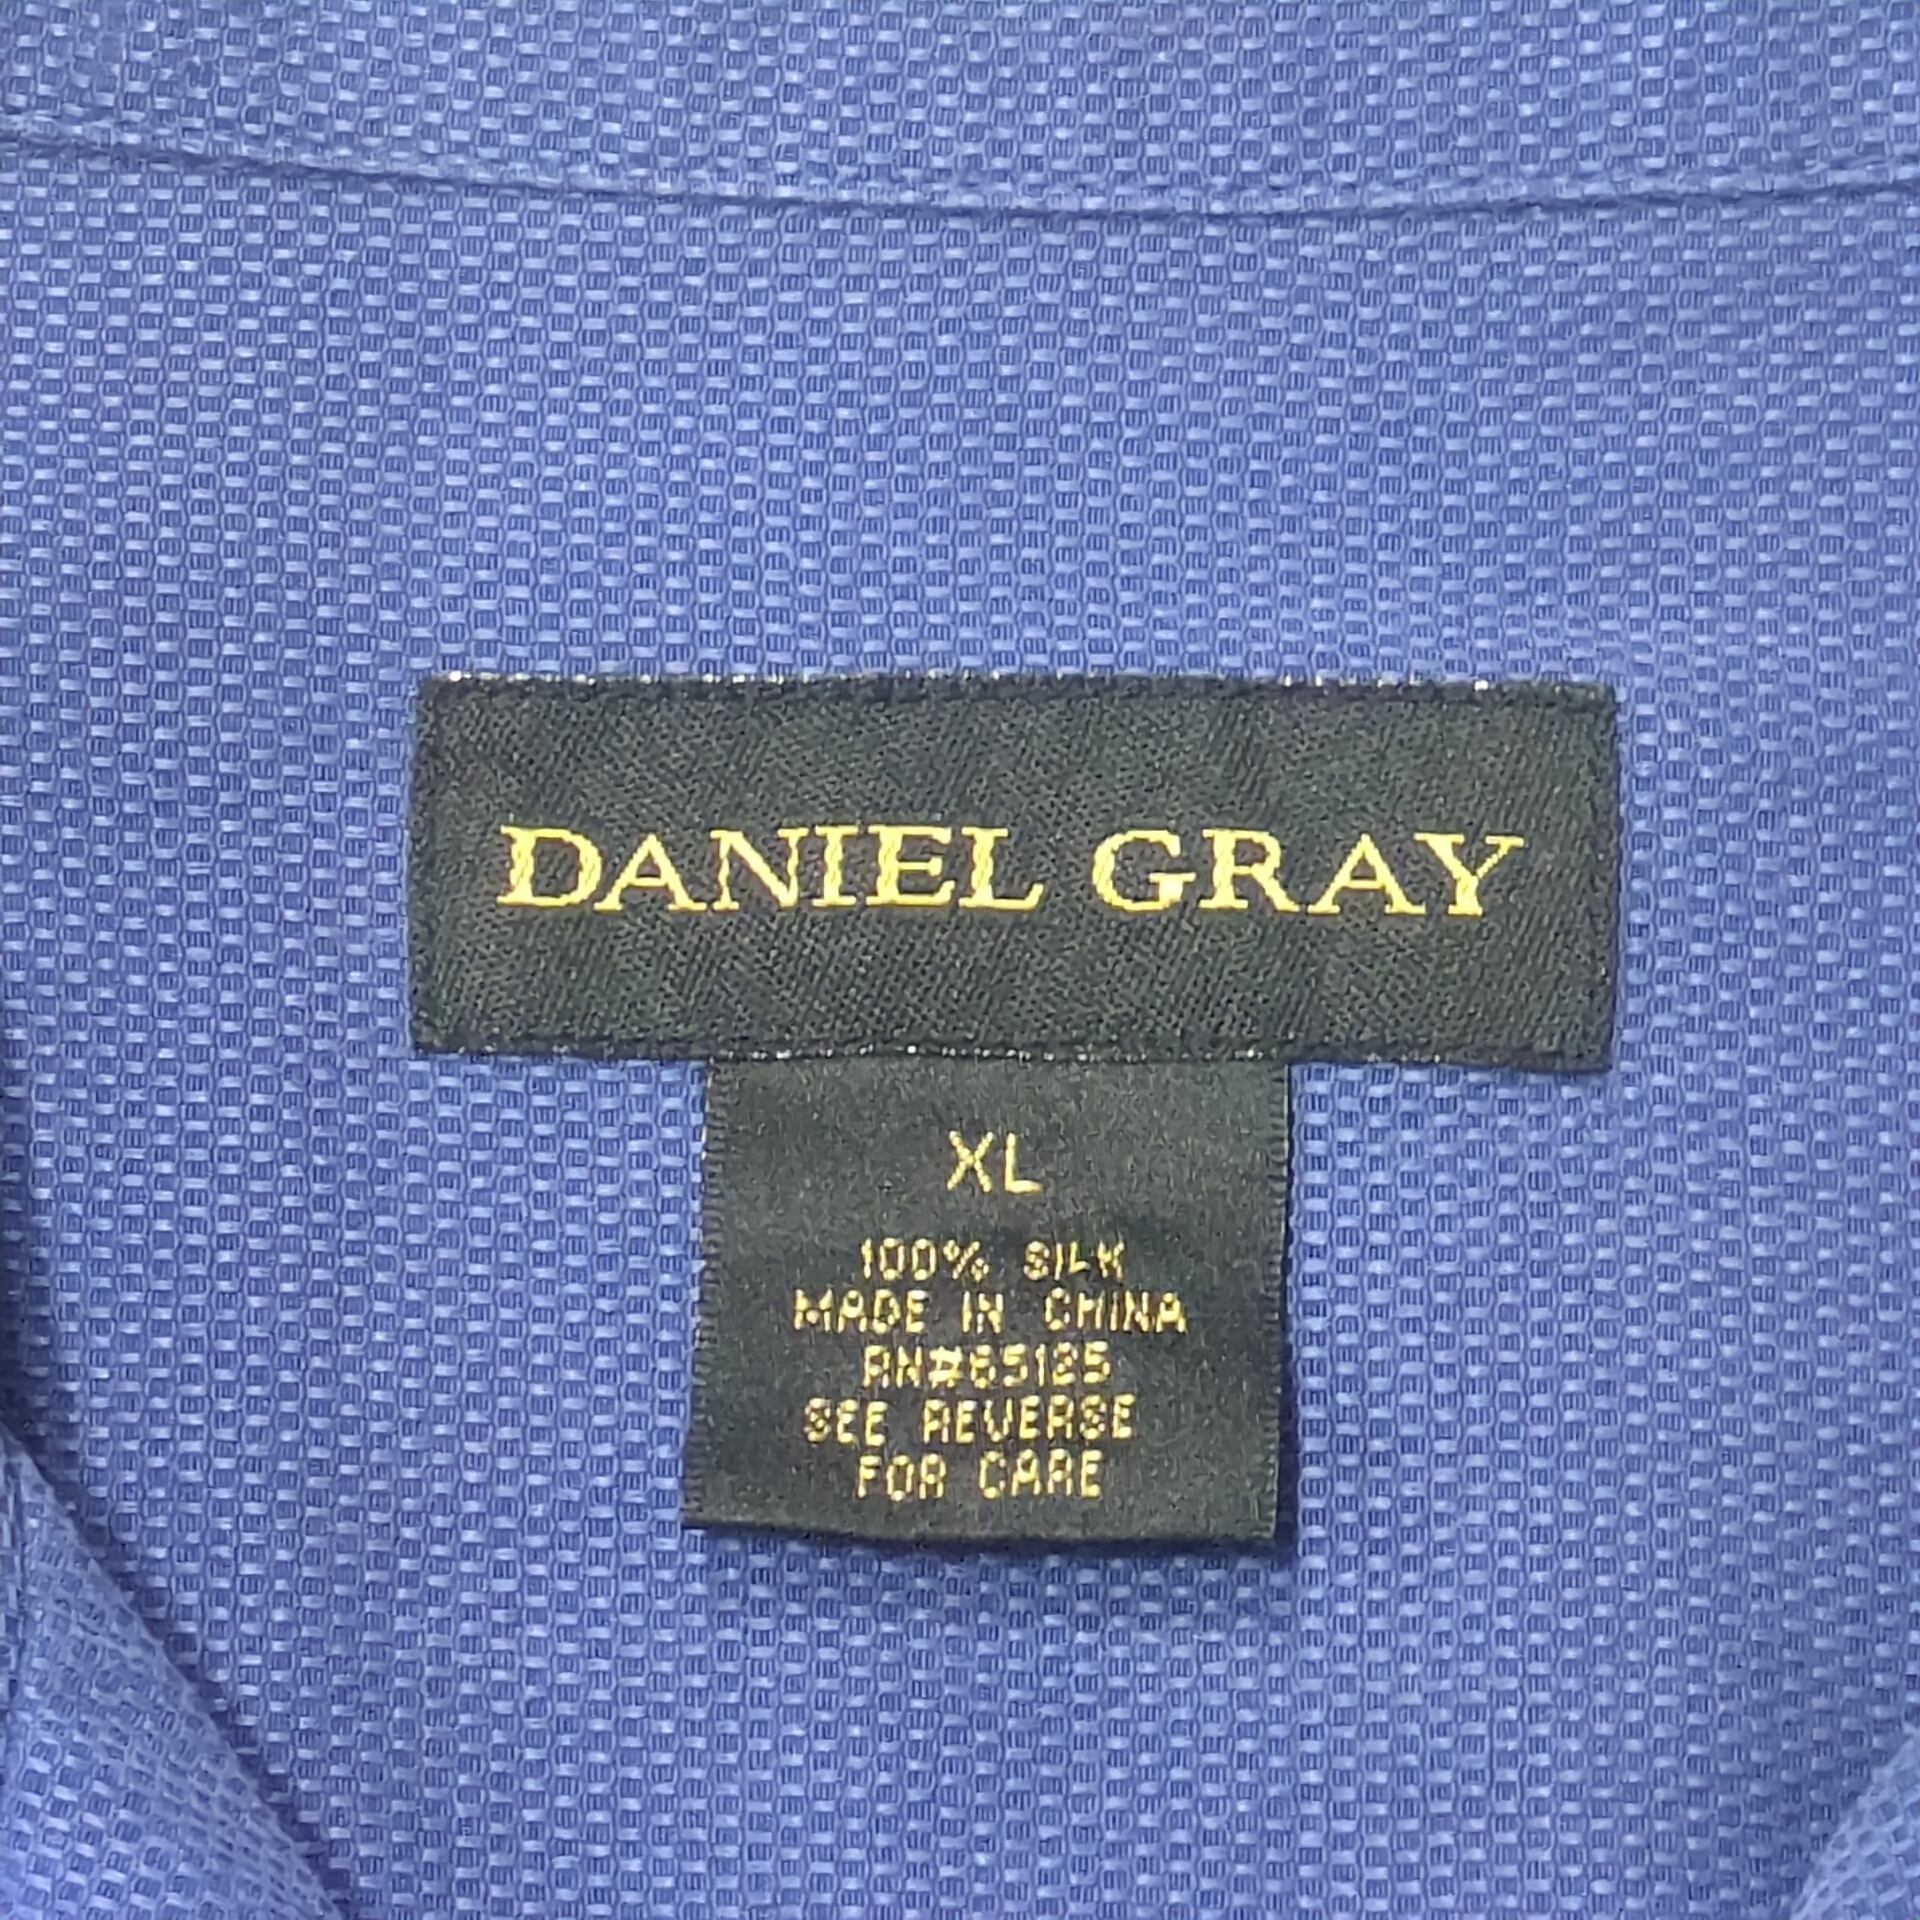 DANIEL GRAY
XL
100% SILK
MADE IN CHINA
RN#65125
SEE REVERSE
FOR CARE